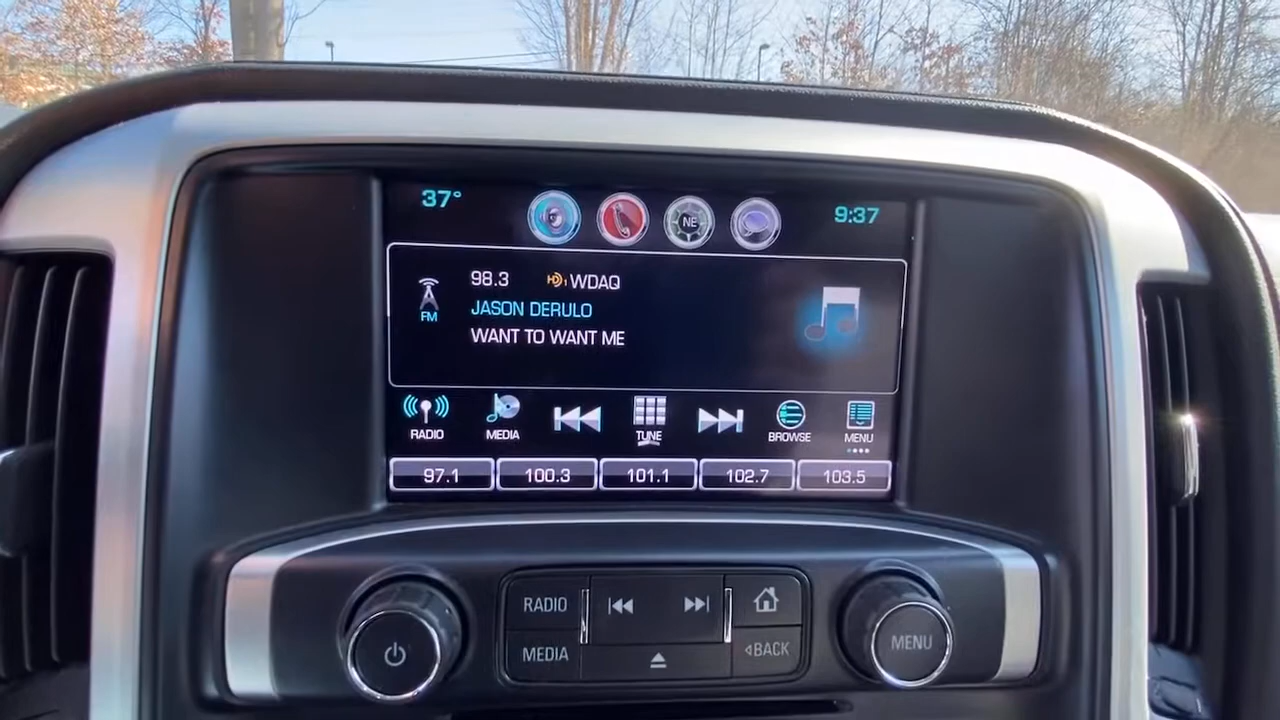 37°
NE
9:37
98.3 HD1 WDAQ
FM
JASON DERULO
WANT TO WANT ME
RADIO MEDIA TUNE BROWSE MENU
97.1 100.3 101.1 102.7 103.5
RADIO
MEDIA
BACK
MENU